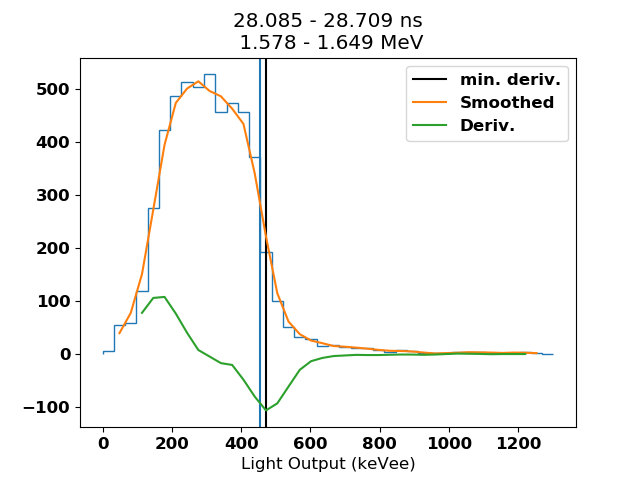 28.085 - 28.709 ns
1.578 - 1.649 MeV
min. deriv.
Smoothed
Deriv.
500
400
300
200
100
0
−100
0 200 400 600 800 1000 1200
Light Output (keVee)